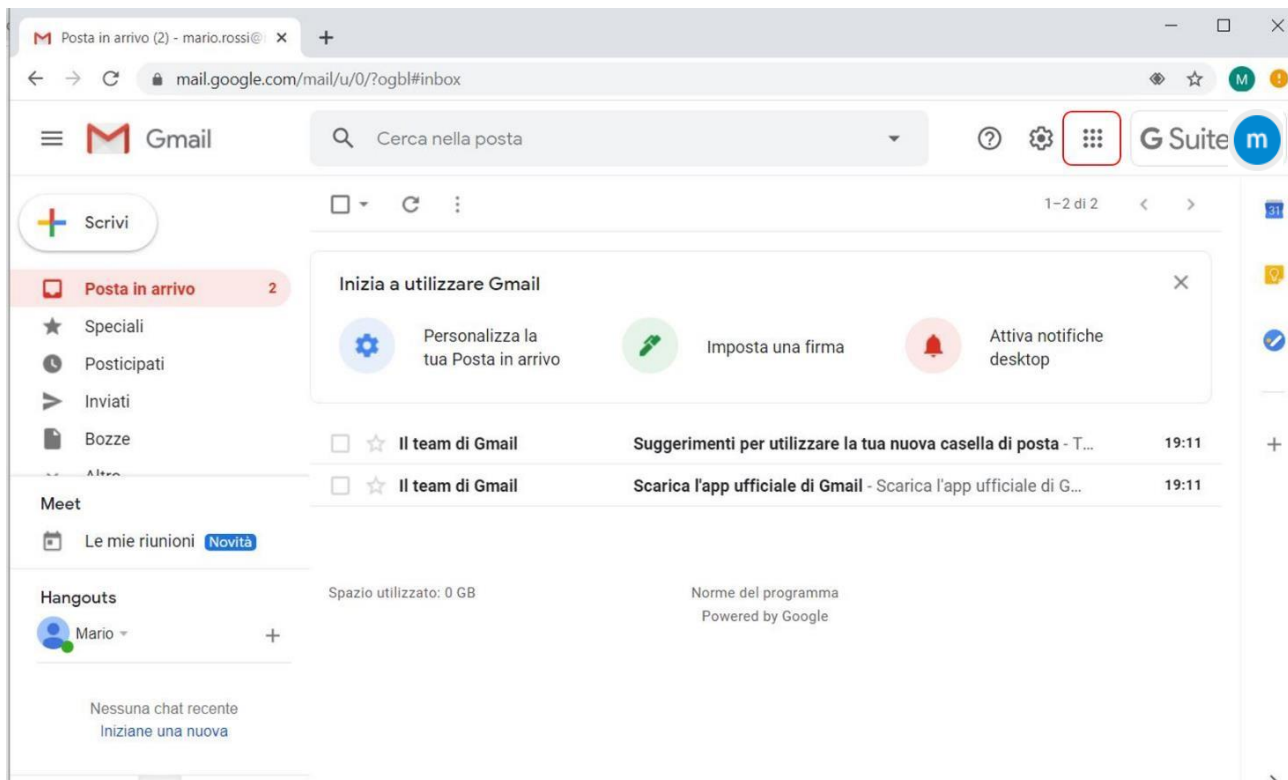 Posta in arrivo (2) - mario.rossi@
mail.google.com/mail/u/0/?ogbl#inbox
M
Gmail
Cerca nella posta
G Suite
m
Scrivi
1–2 di 2
31
Posta in arrivo 2
Speciali
Posticipati
Inviati
Bozze
Altro
Inizia a utilizzare Gmail
Personalizza la
tua Posta in arrivo
Imposta una firma
Attiva notifiche
desktop
Il team di Gmail Suggerimenti per utilizzare la tua nuova casella di posta - T... 19:11
Il team di Gmail Scarica l'app ufficiale di Gmail - Scarica l'app ufficiale di G... 19:11
Meet
Le mie riunioni Novità
Hangouts
Mario
Nessuna chat recente
Iniziane una nuova
Spazio utilizzato: 0 GB
Norme del programma
Powered by Google